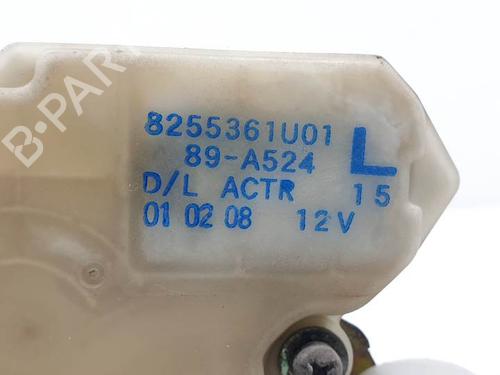 B-PARTS
8255361U01
89-A524 L
D/L ACTR 15
01 02 08 12V